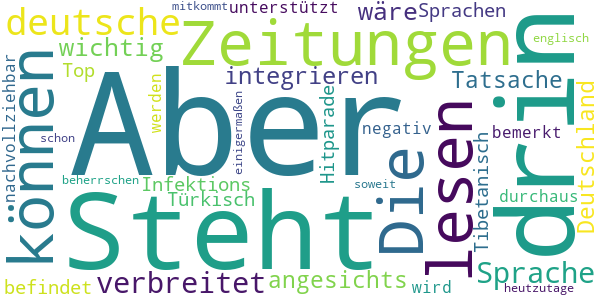 mitkommt
unterstützt
wäre
Sprachen
deutsche
Zeitungen
englisch
wichtig
integrieren
Top
Tatsache
nachvollziehbar
können
schon
werden
Aber
einigermaßen
Hitparade
negativ
lesen
bemerkt
drin
Deutschland
beherrschen
Infektions
soweit
Die
Tibetanisch
Türkisch
Steht
durchaus
Sprache
befindet
verbreitet
angesichts
wird
heutzutage